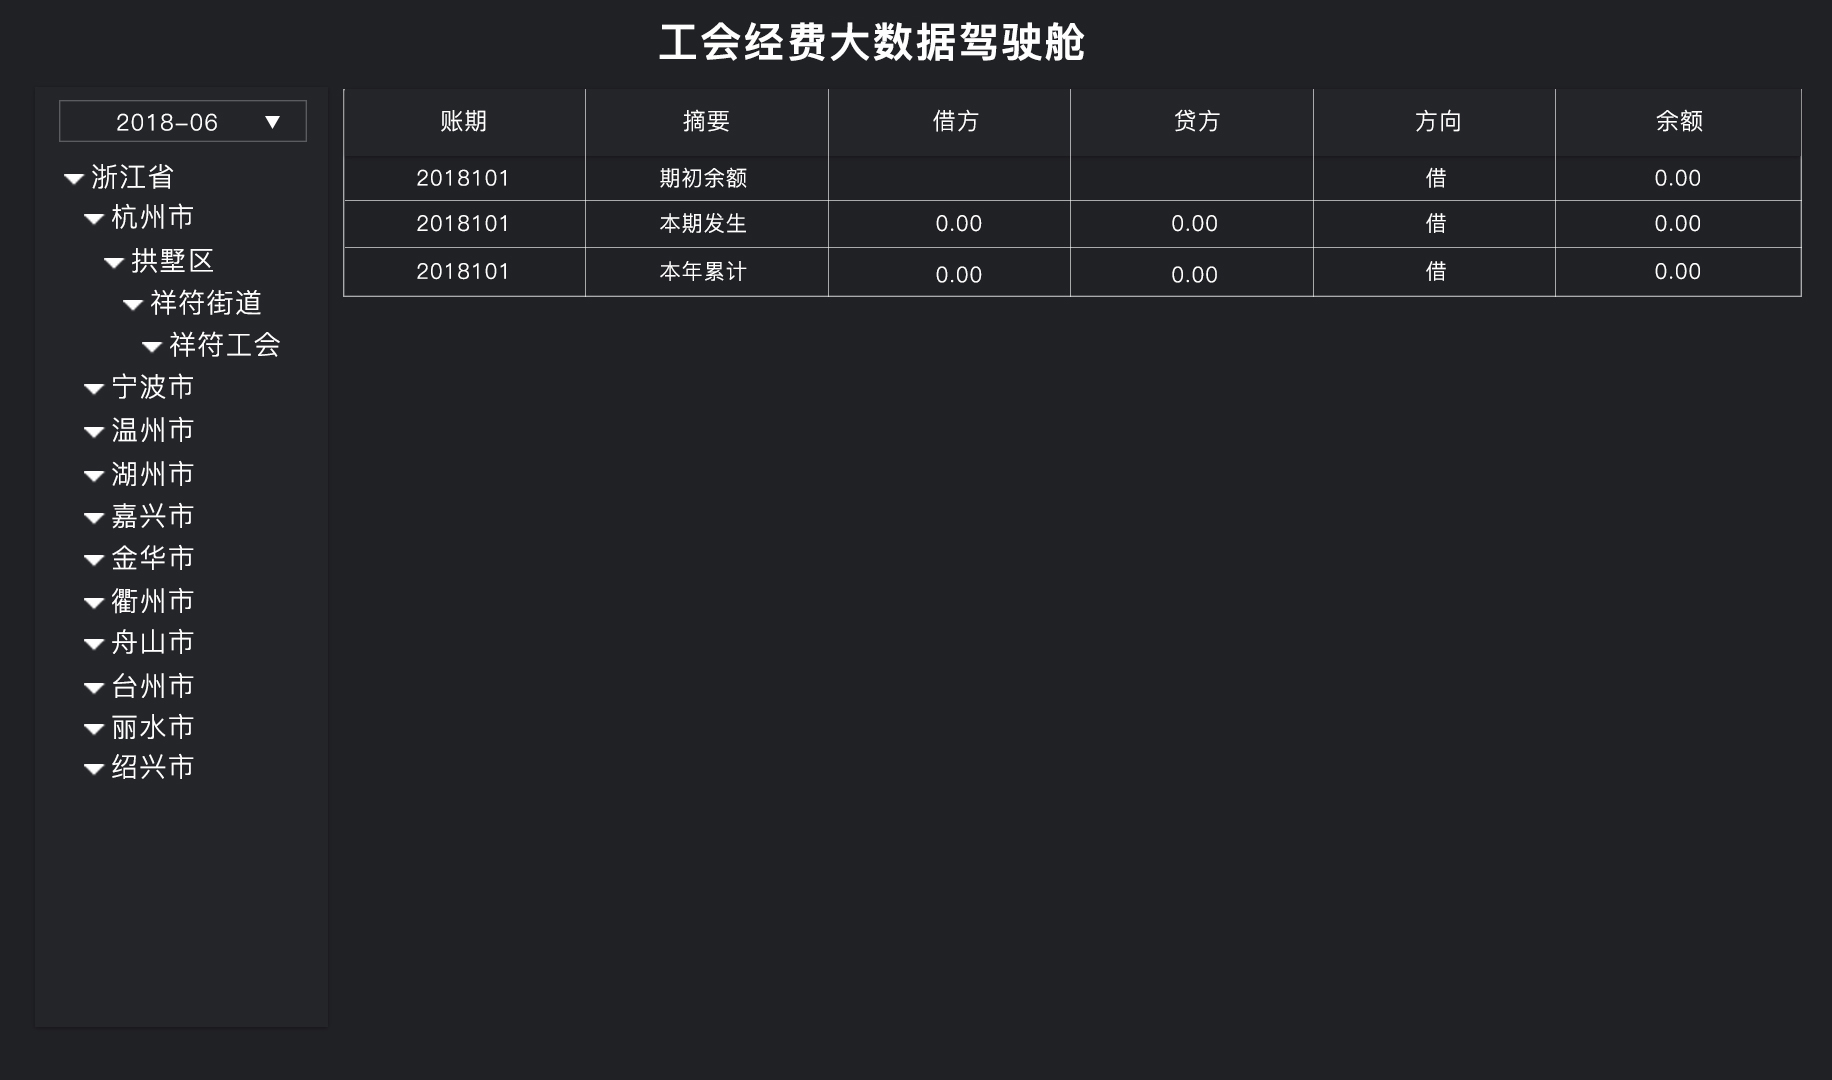 工会经费大数据驾驶舱
2018-06 ▼
浙江省
杭州市
拱墅区
祥符街道
祥符工会
宁波市
温州市
湖州市
嘉兴市
金华市
衢州市
舟山市
台州市
丽水市
绍兴市
账期 摘要 借方 贷方 方向 余额
2018101 期初余额 借 0.00
2018101 本期发生 0.00 0.00 借 0.00
2018101 本年累计 0.00 0.00 借 0.00